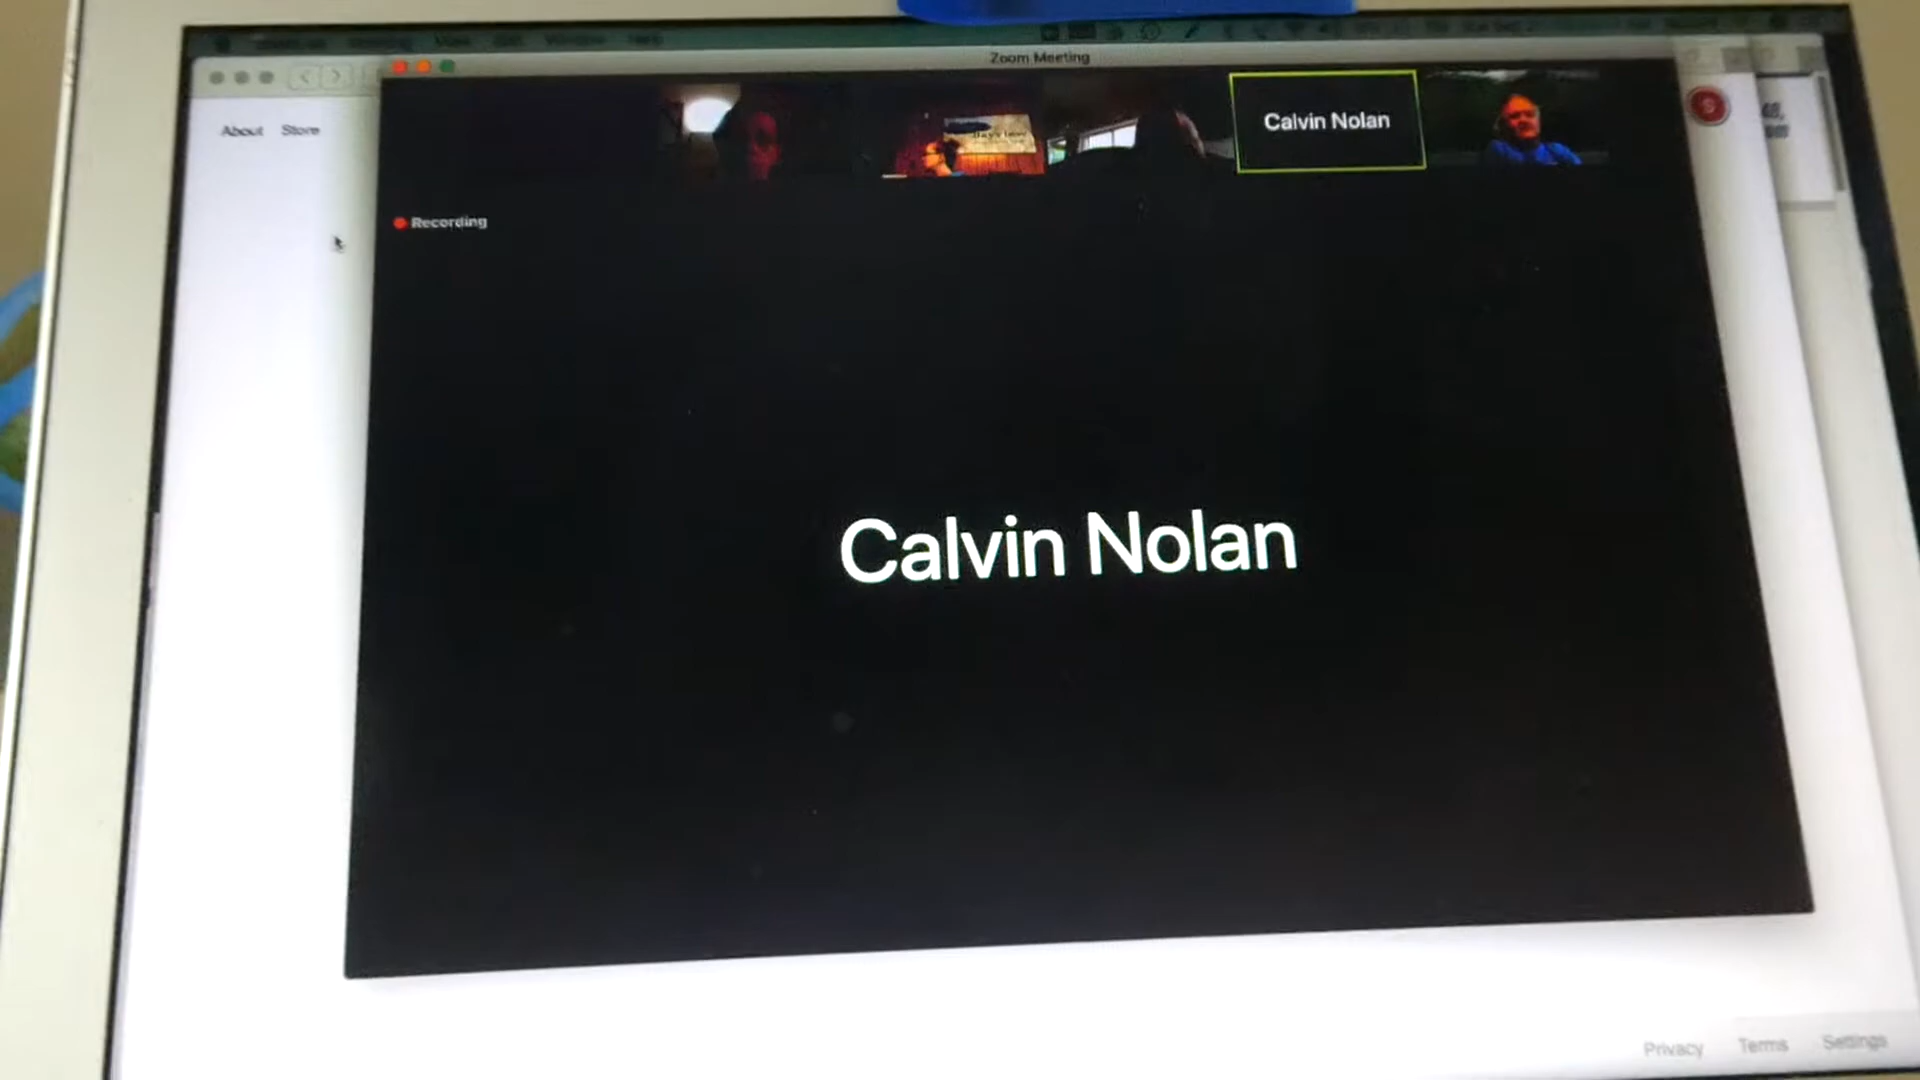 Zoom Meeting
About Store
Calvin Nolan
Recording
Calvin Nolan
Privacy Terms Settings